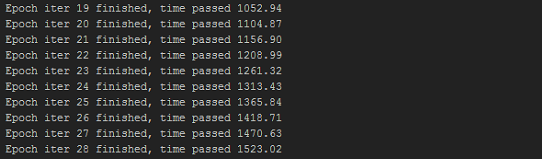 Epoch iter 19 finished, time passed 1052.94
Epoch iter 20 finished, time passed 1104.87
Epoch iter 21 finished, time passed 1156.90
Epoch iter 22 finished, time passed 1208.99
Epoch iter 23 finished, time passed 1261.32
Epoch iter 24 finished, time passed 1313.43
Epoch iter 25 finished, time passed 1365.84
Epoch iter 26 finished, time passed 1418.71
Epoch iter 27 finished, time passed 1470.63
Epoch iter 28 finished, time passed 1523.02